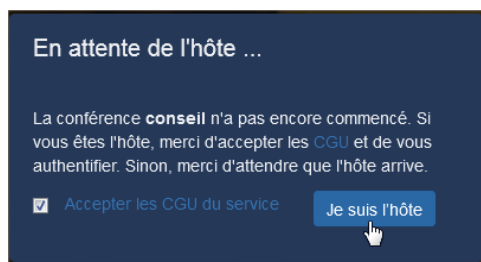 En attente de l'hôte ...
La conférence conseil n'a pas encore commencé. Si
vous êtes l'hôte, merci d'accepter les CGU et de vous
authentifier. Sinon, merci d'attendre que l'hôte arrive.
Accepter les CGU du service
Je suis l'hôte